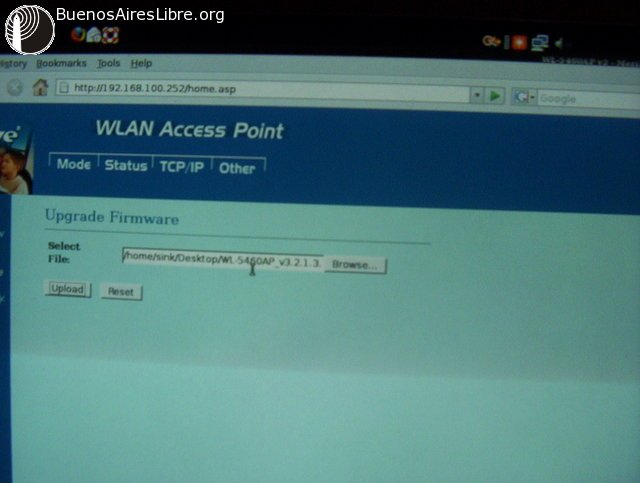 BuenosAiresLibre.org
History Bookmarks Tools Help
http://192.168.100.252/home.asp
Google
WLAN Access Point
Mode Status TCP/IP Other
Upgrade Firmware
Select
File:
/home/sink/Desktop/WL-5460AP_v3.2.1.3. Browse...
Upload Reset